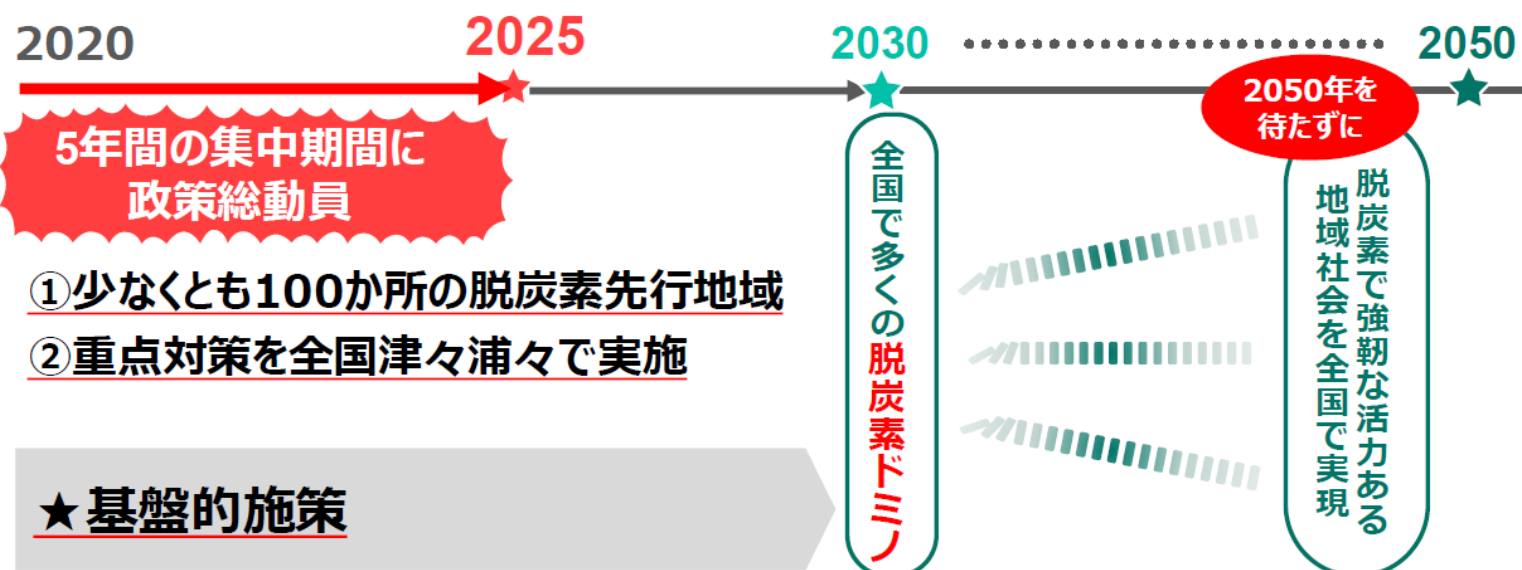 2020
2025
2030
2050
5年間の集中期間に
政策総動員
①少なくとも100か所の脱炭素先行地域
②重点対策を全国津々浦々で実施
★基盤的施策
全国で多くの脱炭素ドミノ
2050年を
待たずに
脱炭素で強靭な活力ある
地域社会を全国で実現